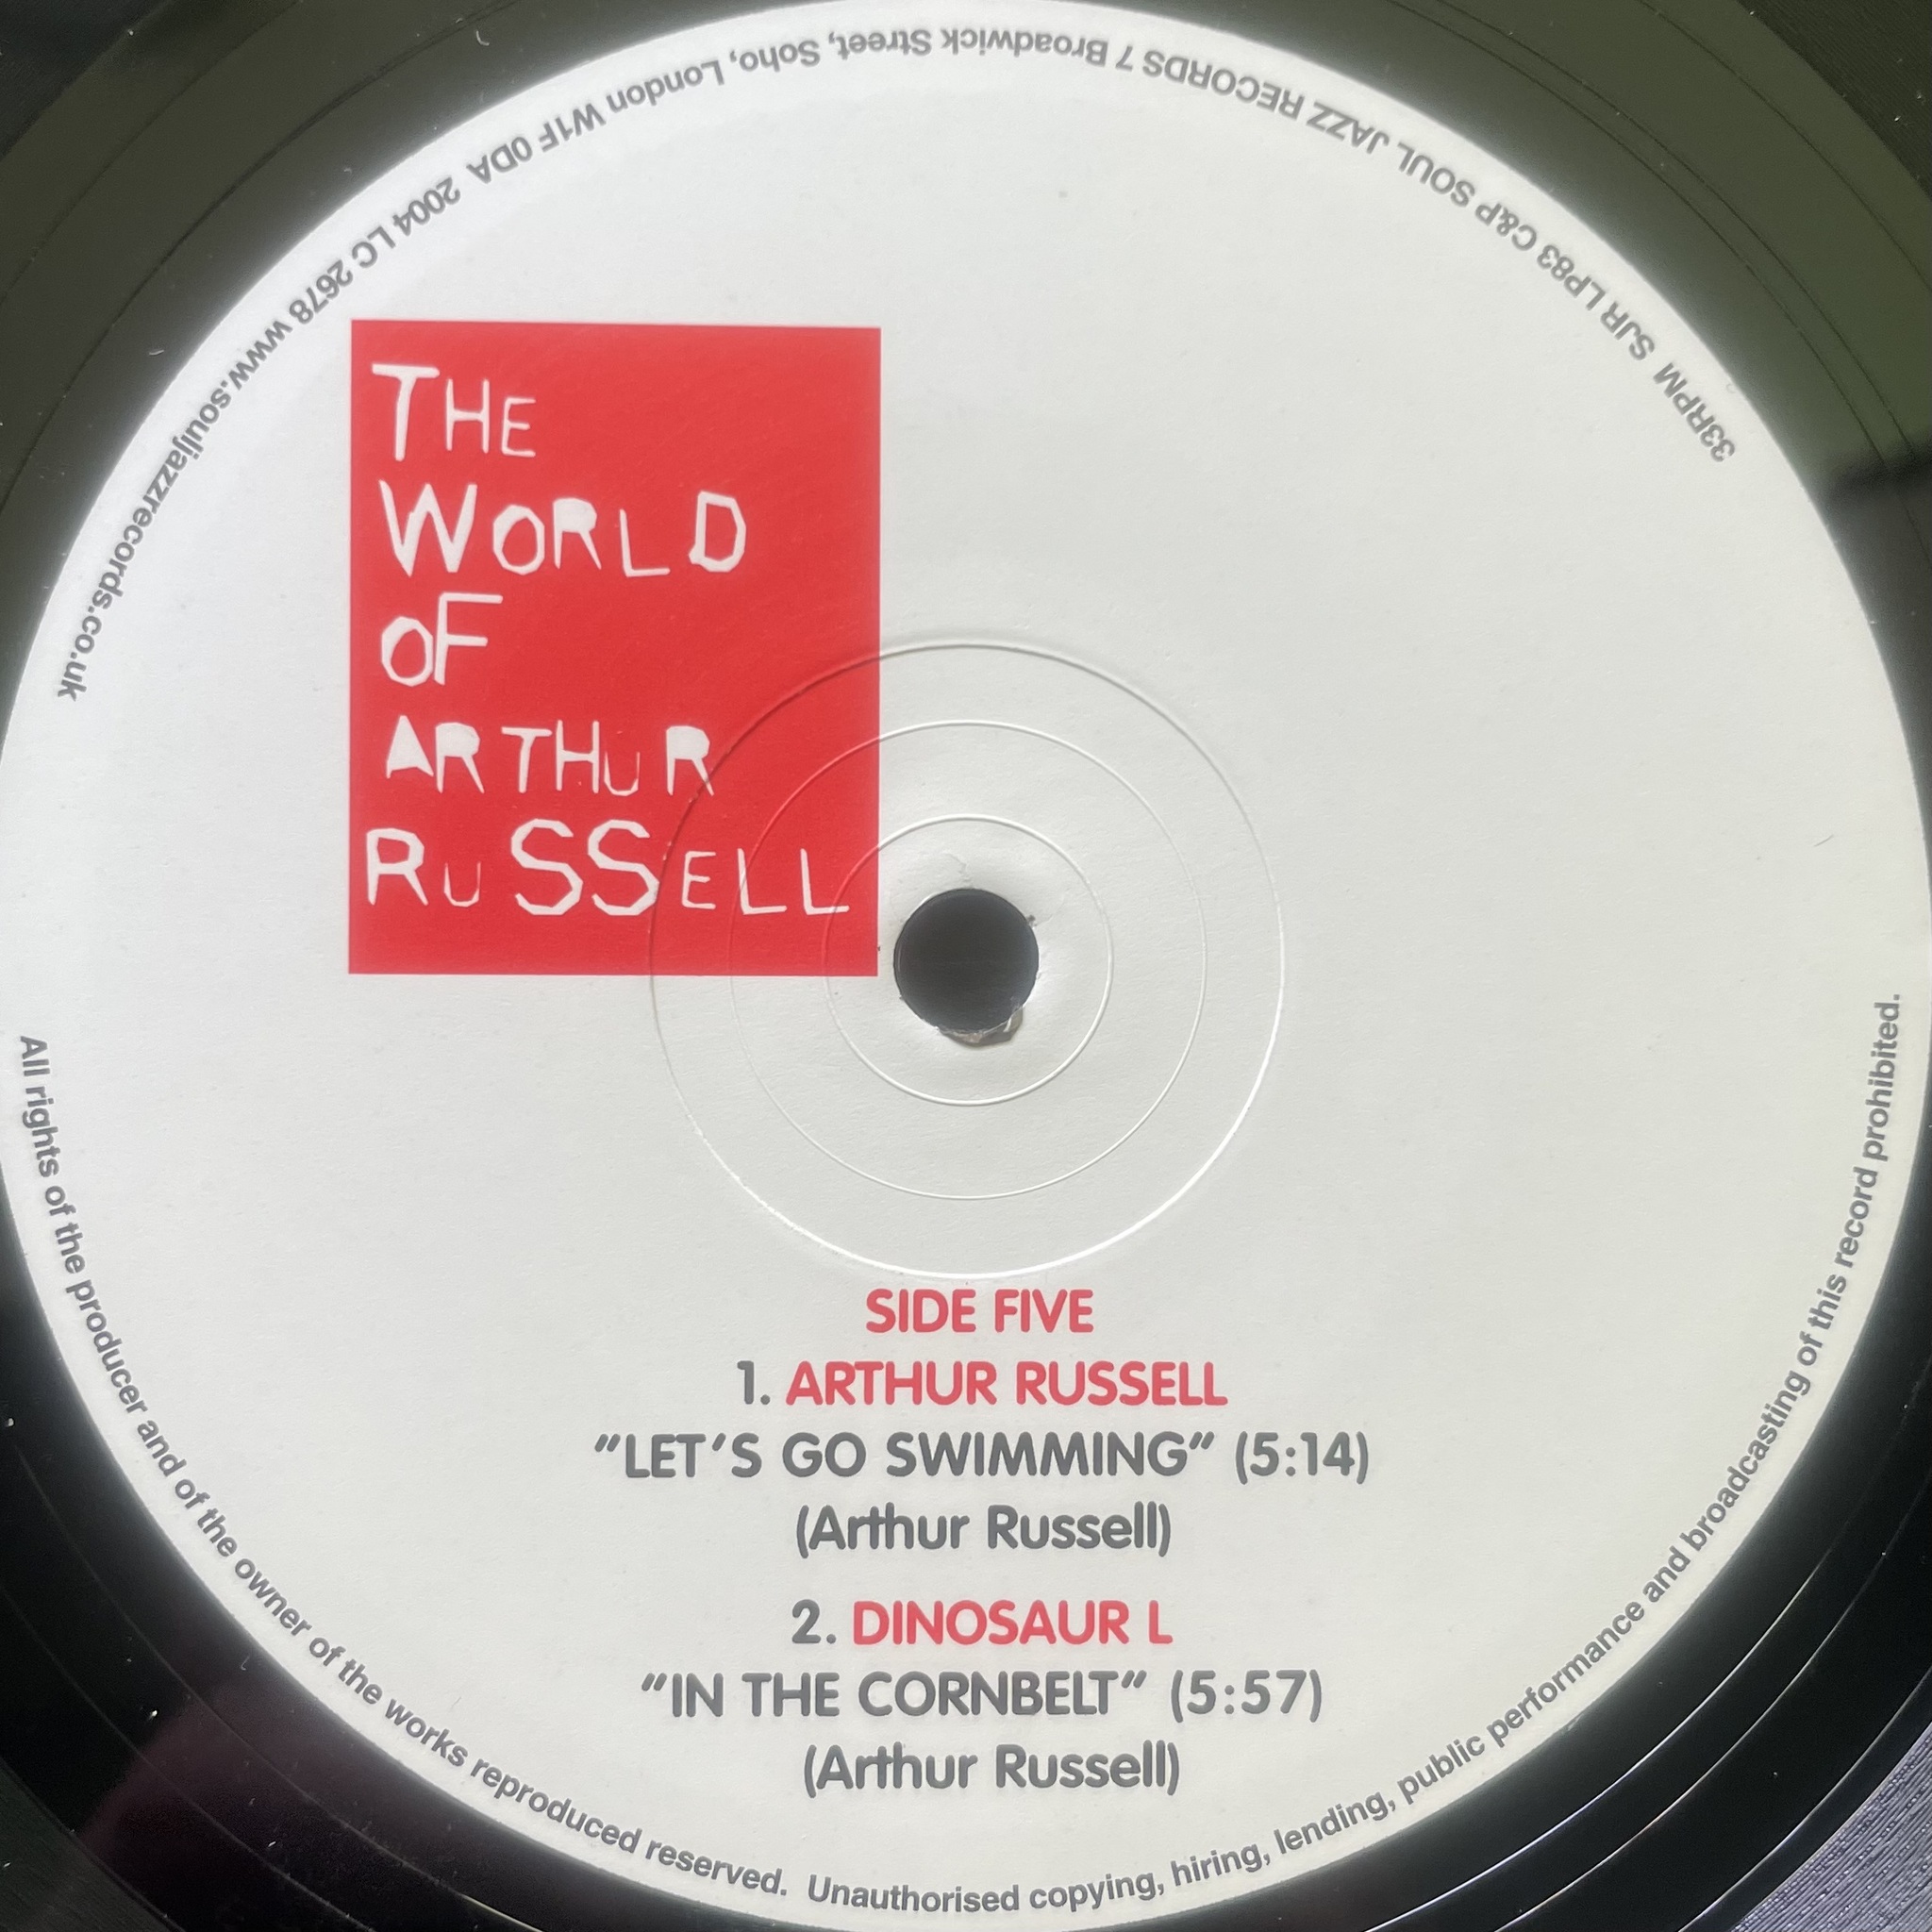 33RPM  SJR LP83 C&P SOUL JAZZ RECORDS 7 Broadwick Street, Soho, London W1F 0DA  2004 LC 2678 www.souljazzrecords.co.uk
THE
WORLD
OF
ARTHUR
RUSSELL
SIDE FIVE
1. ARTHUR RUSSELL
"LET'S GO SWIMMING" (5:14)
(Arthur Russell)
2. DINOSAUR L
"IN THE CORNBELT" (5:57)
(Arthur Russell)
All rights of the producer and of the owner of the works reproduced reserved.  Unauthorised copying, hiring, lending, public performance and broadcasting of this record prohibited.